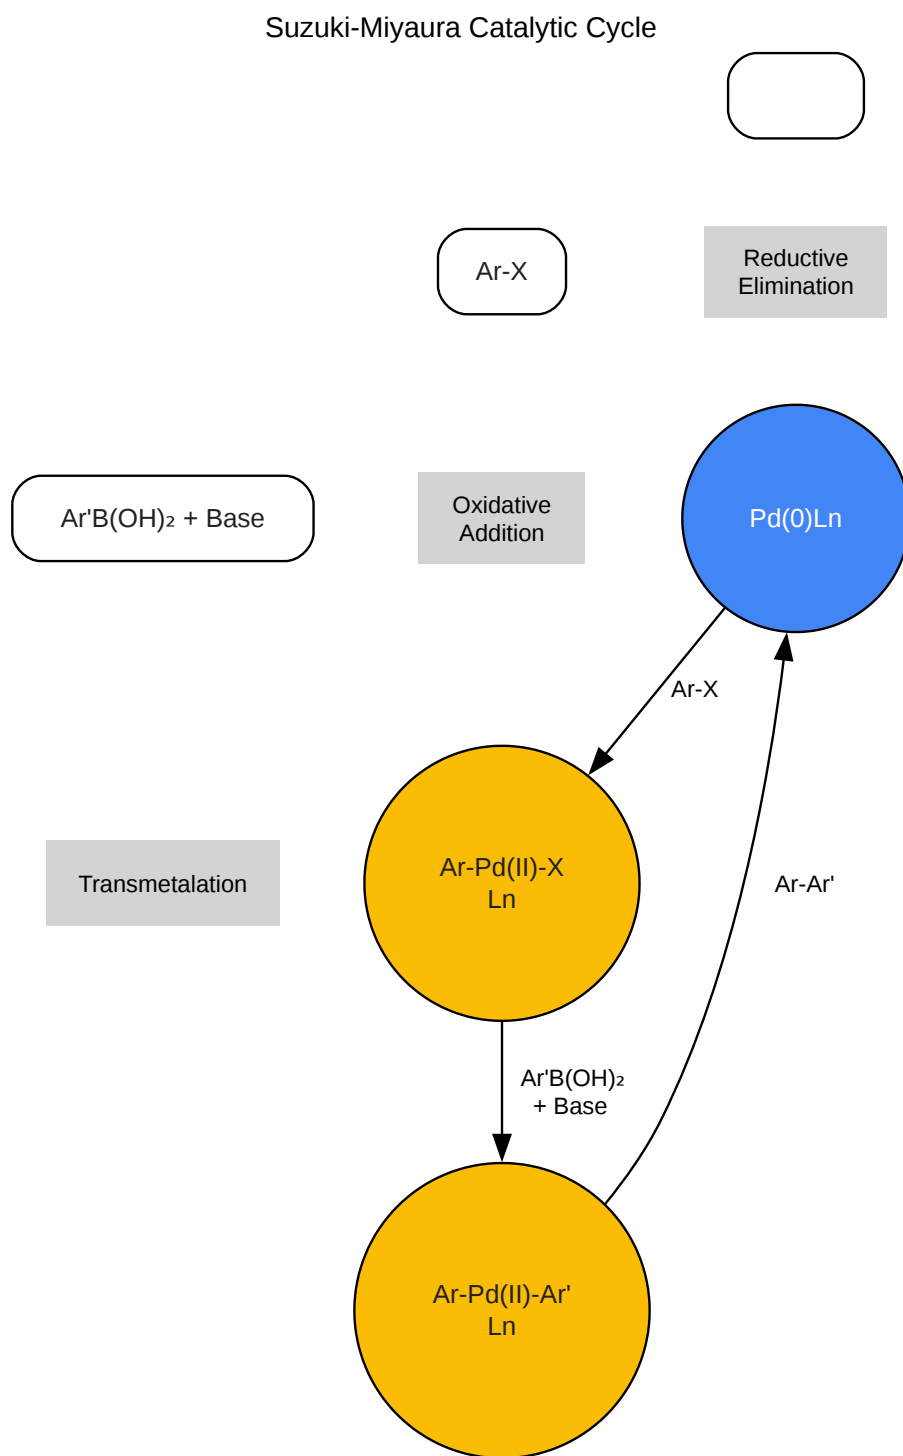 Suzuki-Miyaura Catalytic Cycle
Ar-X
Reductive
Elimination
Ar'B(OH)₂ + Base
Oxidative
Addition
Pd(0)Ln
Ar-X
Transmetalation
Ar-Pd(II)-X
Ln
Ar-Ar'
Ar'B(OH)₂
+ Base
Ar-Pd(II)-Ar'
Ln